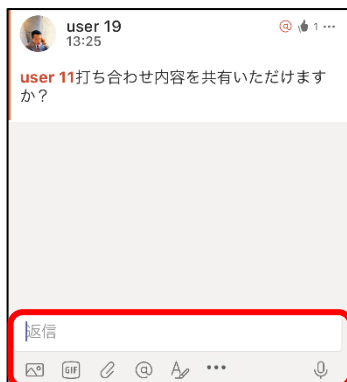 user 19
@ 1 ...
13:25
user 11打ち合わせ内容を共有いただけます
か？
返信
GIF @ A ...